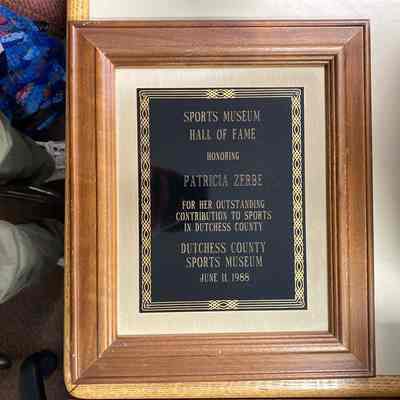 SPORTS MUSEUM
HALL OF FAME
HONORING
PATRICIA ZERBE
FOR HER OUTSTANDING
CONTRIBUTION TO SPORTS
IN DUTCHESS COUNTY
DUTCHESS COUNTY
SPORTS MUSEUM
JUNE 11, 1988